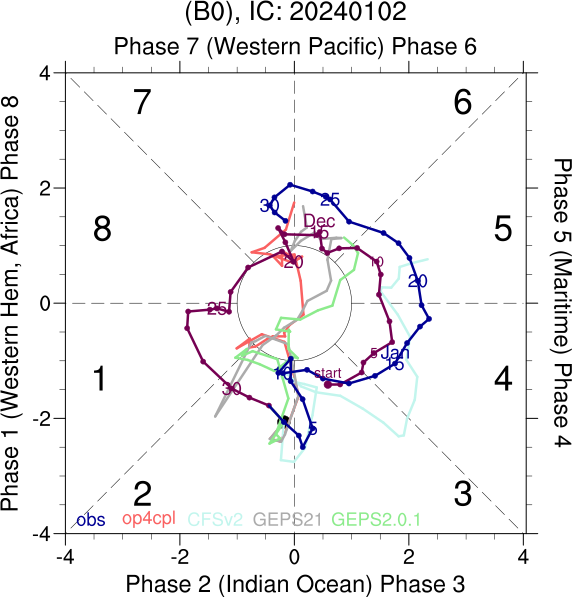 (B0), IC: 20240102
Phase 7 (Western Pacific) Phase 6
Phase 1 (Western Hem, Africa) Phase 8
Phase 5 (Maritime) Phase 4
4
2
0
-2
-4
7
6
8
5
1
4
2
3
30
25
Dec
5
20
10
25
20
Jan
5
15
30
10
start
5
obs op4cpl CFSv2 GEPS21 GEPS2.0.1
-4 -2 0 2 4
Phase 2 (Indian Ocean) Phase 3